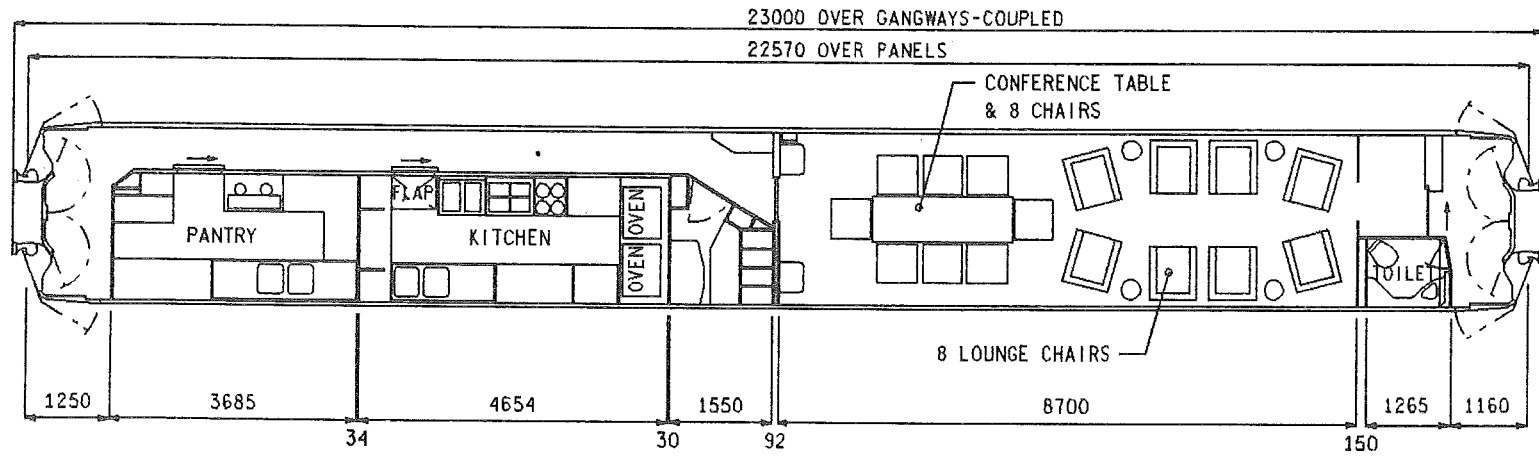 23000 OVER GANGWAYS-COUPLED
22570 OVER PANELS
CONFERENCE TABLE
& 8 CHAIRS
FLAP
OVEN
PANTRY
KITCHEN
OVEN
TOILET
8 LOUNGE CHAIRS
1250
3685
4654
1550
8700
1265
1160
34
30
92
150